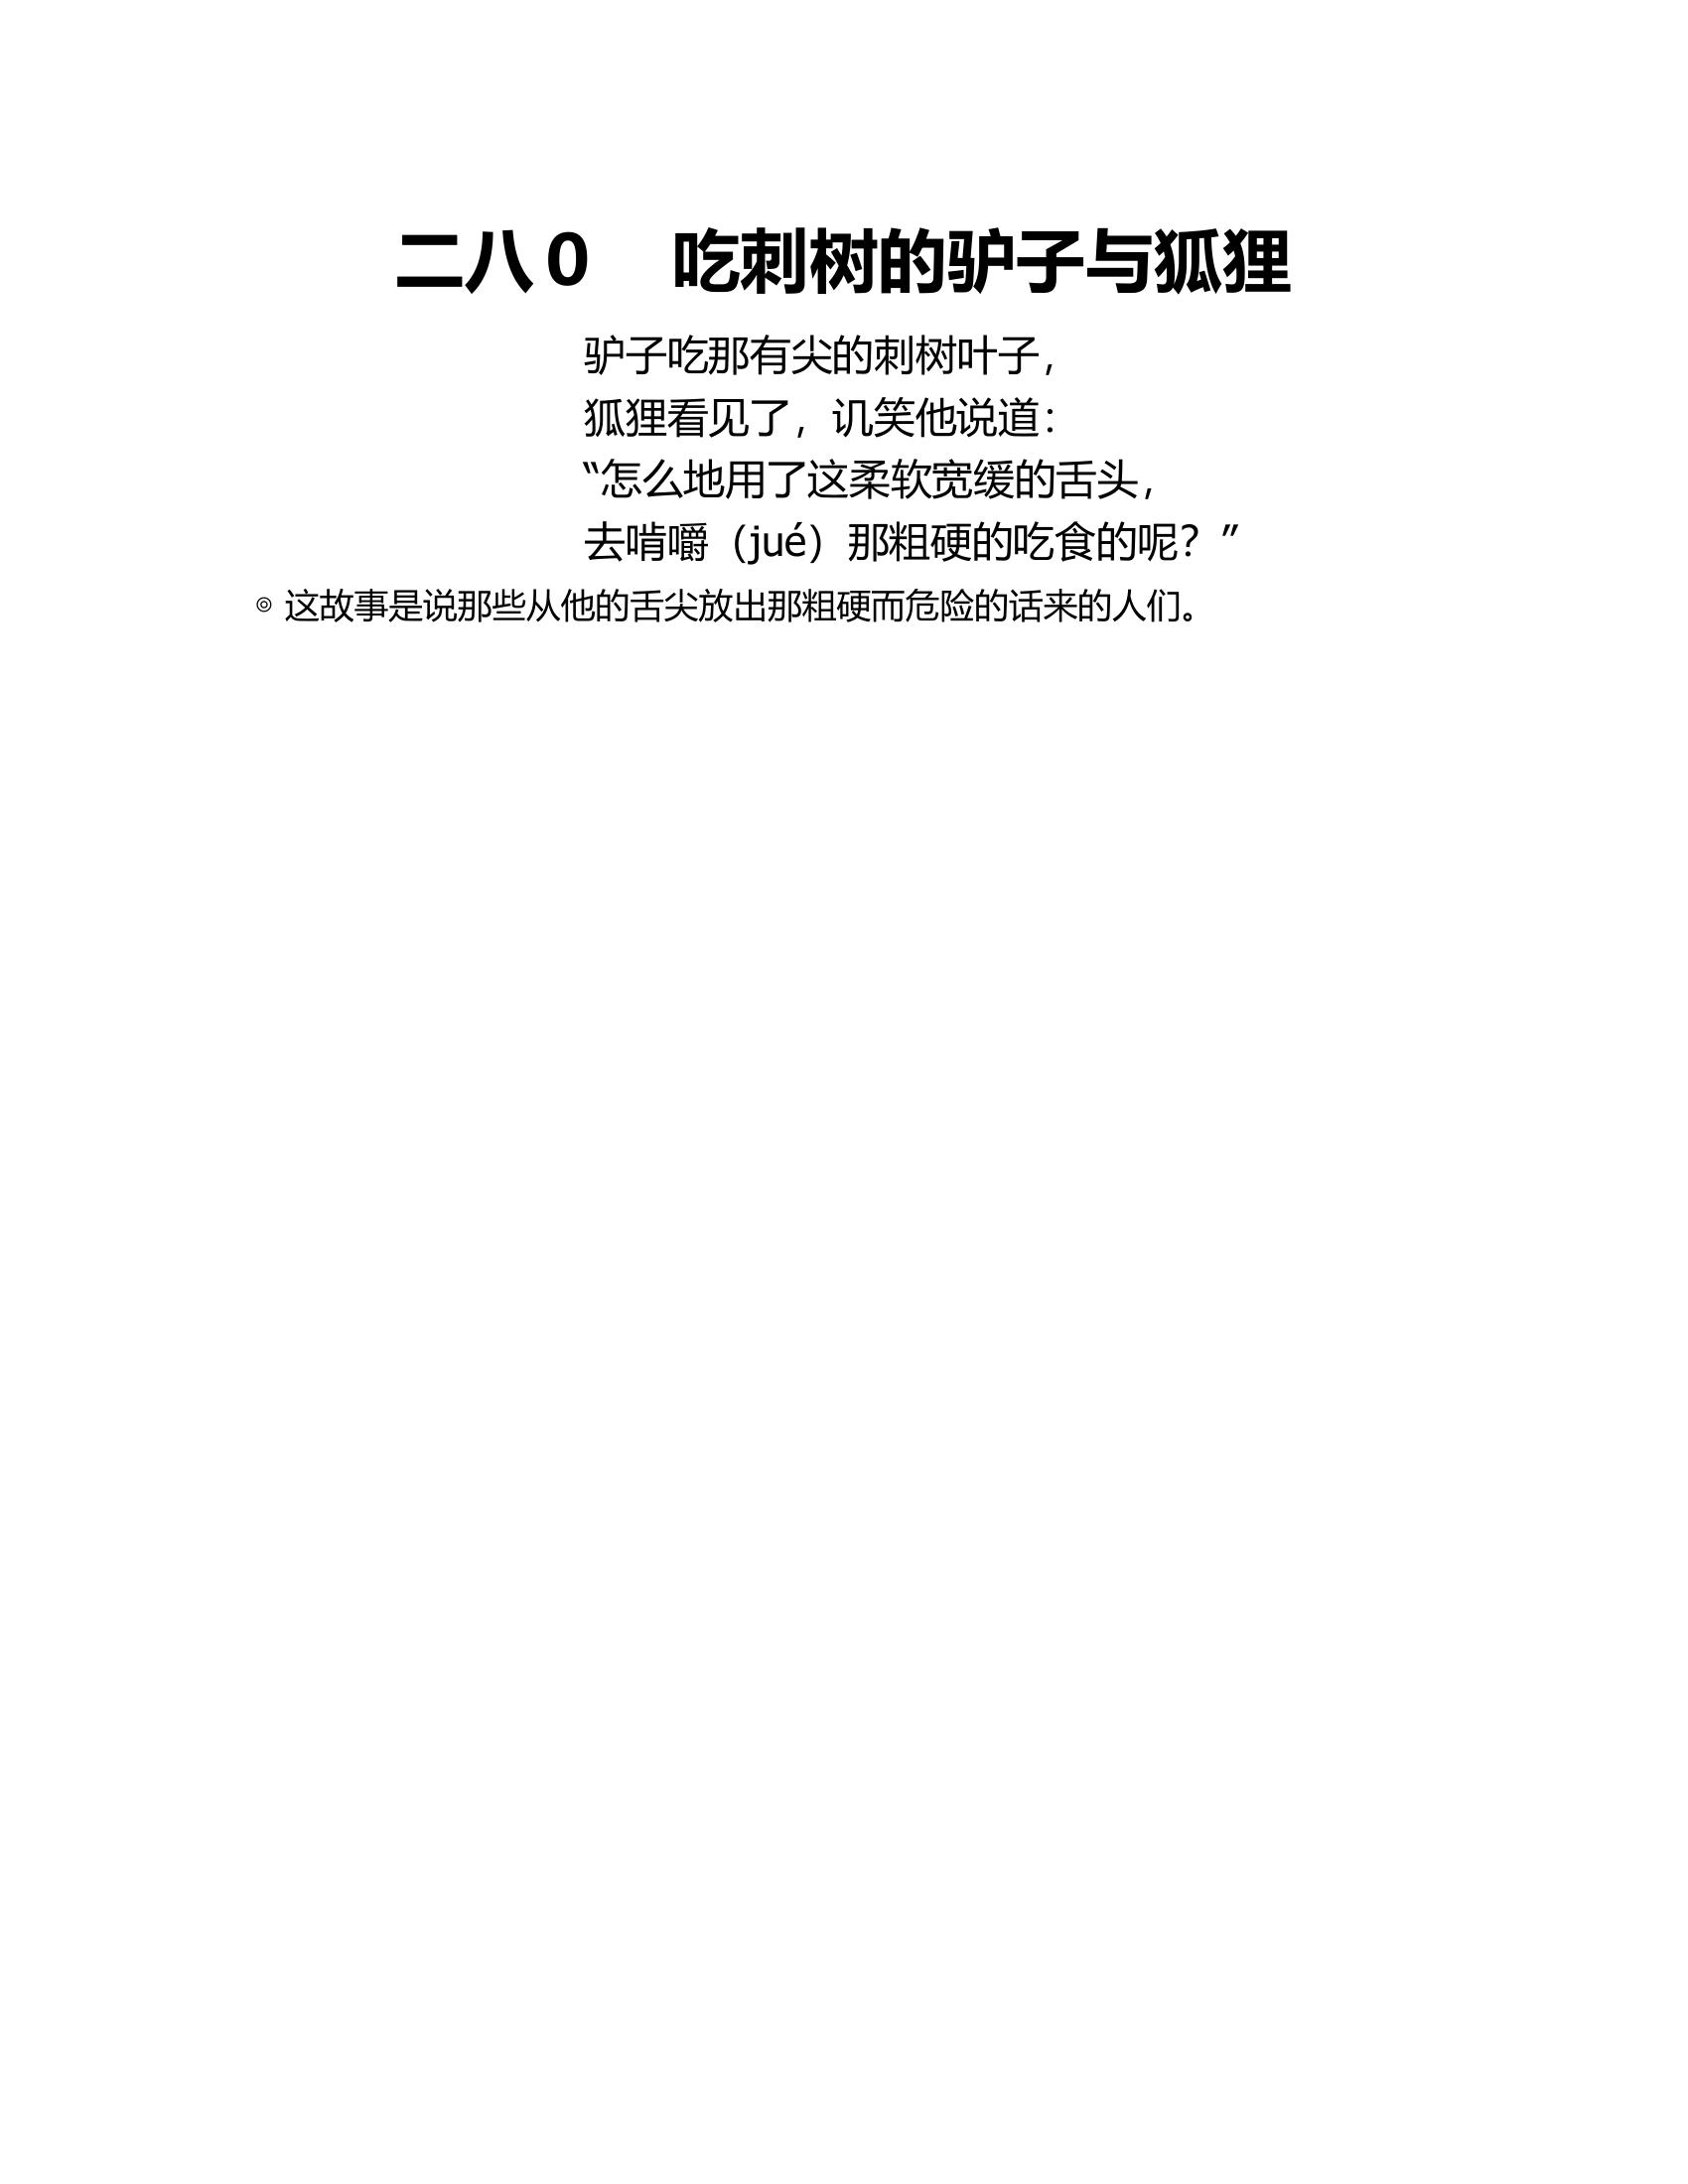 二八0　吃刺树的驴子与狐狸
驴子吃那有尖的刺树叶子，
狐狸看见了，讥笑他说道：
“怎么地用了这柔软宽缓的舌头，
去啃嚼（jué）那粗硬的吃食的呢？”
◎ 这故事是说那些从他的舌尖放出那粗硬而危险的话来的人们。